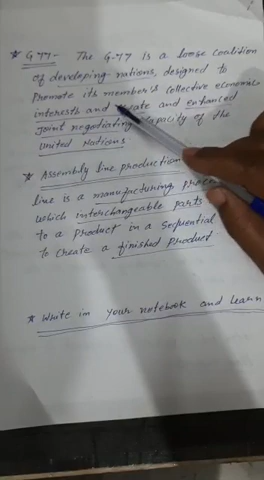 * G-77- The G-77 is a loose coalition
of developing nations, designed to
Promote its member's collective economic
interests and create and enhanced
Joint negotiating capacity of the
United Nations
* Assembly line production
line is a manufacturing process
which interchangeable parts
to a product in a sequential
to create a finished product
* Write in your notebook and learn